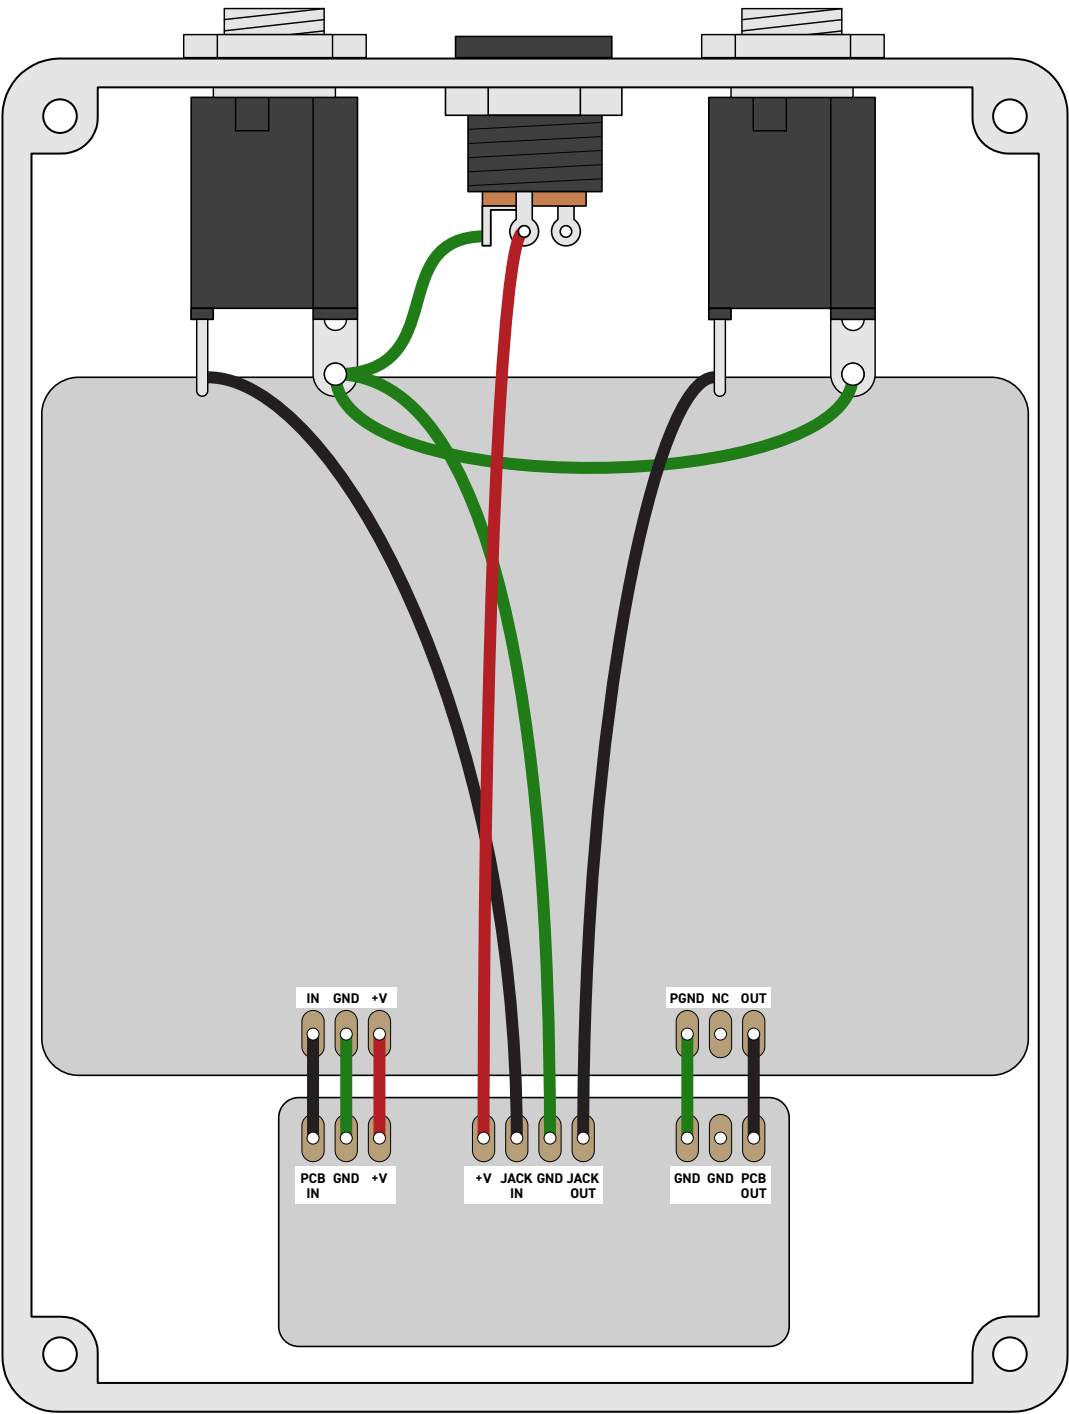 IN GND +V
PGND NC OUT
PCB IN GND +V
+V JACK IN GND JACK OUT
GND GND PCB OUT